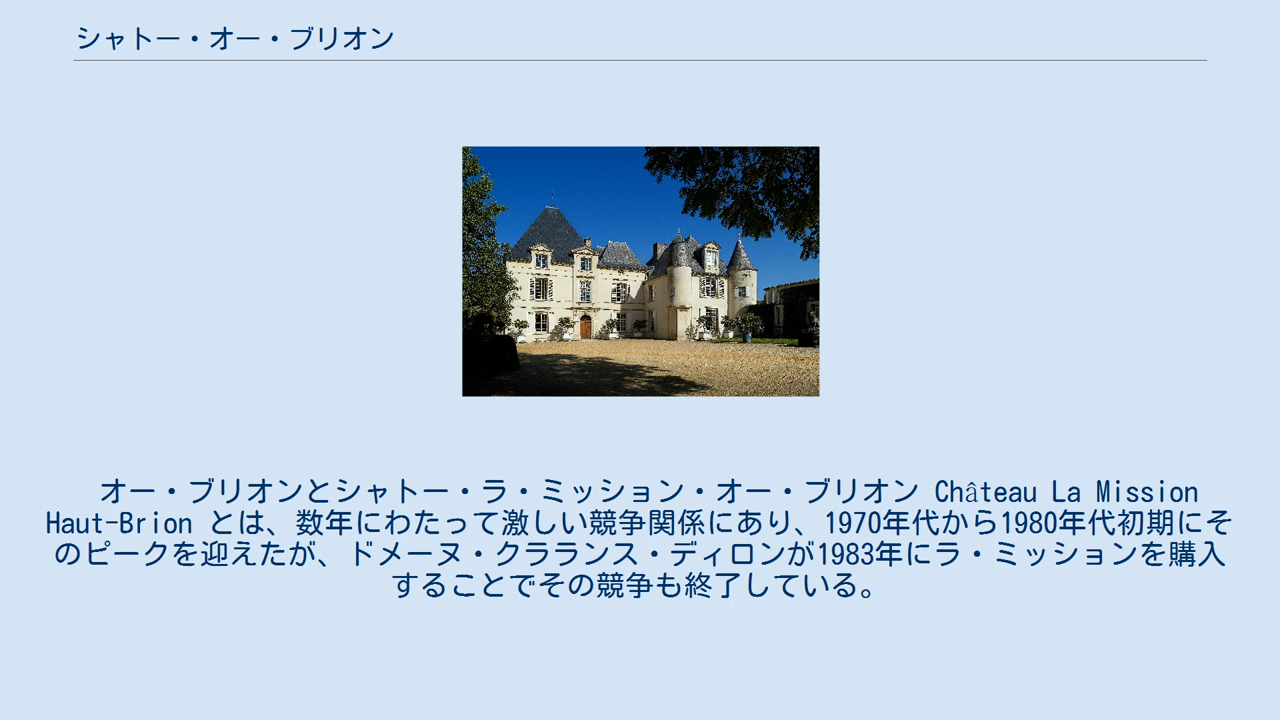 シャトー・オー・ブリオン
オー・ブリオンとシャトー・ラ・ミッション・オー・ブリオン Château La Mission
Haut-Brion とは、数年にわたって激しい競争関係にあり、1970年代から1980年代初期にそ
のピークを迎えたが、ドメーヌ・クラランス・ディロンが1983年にラ・ミッションを購入
することでその競争も終了している。